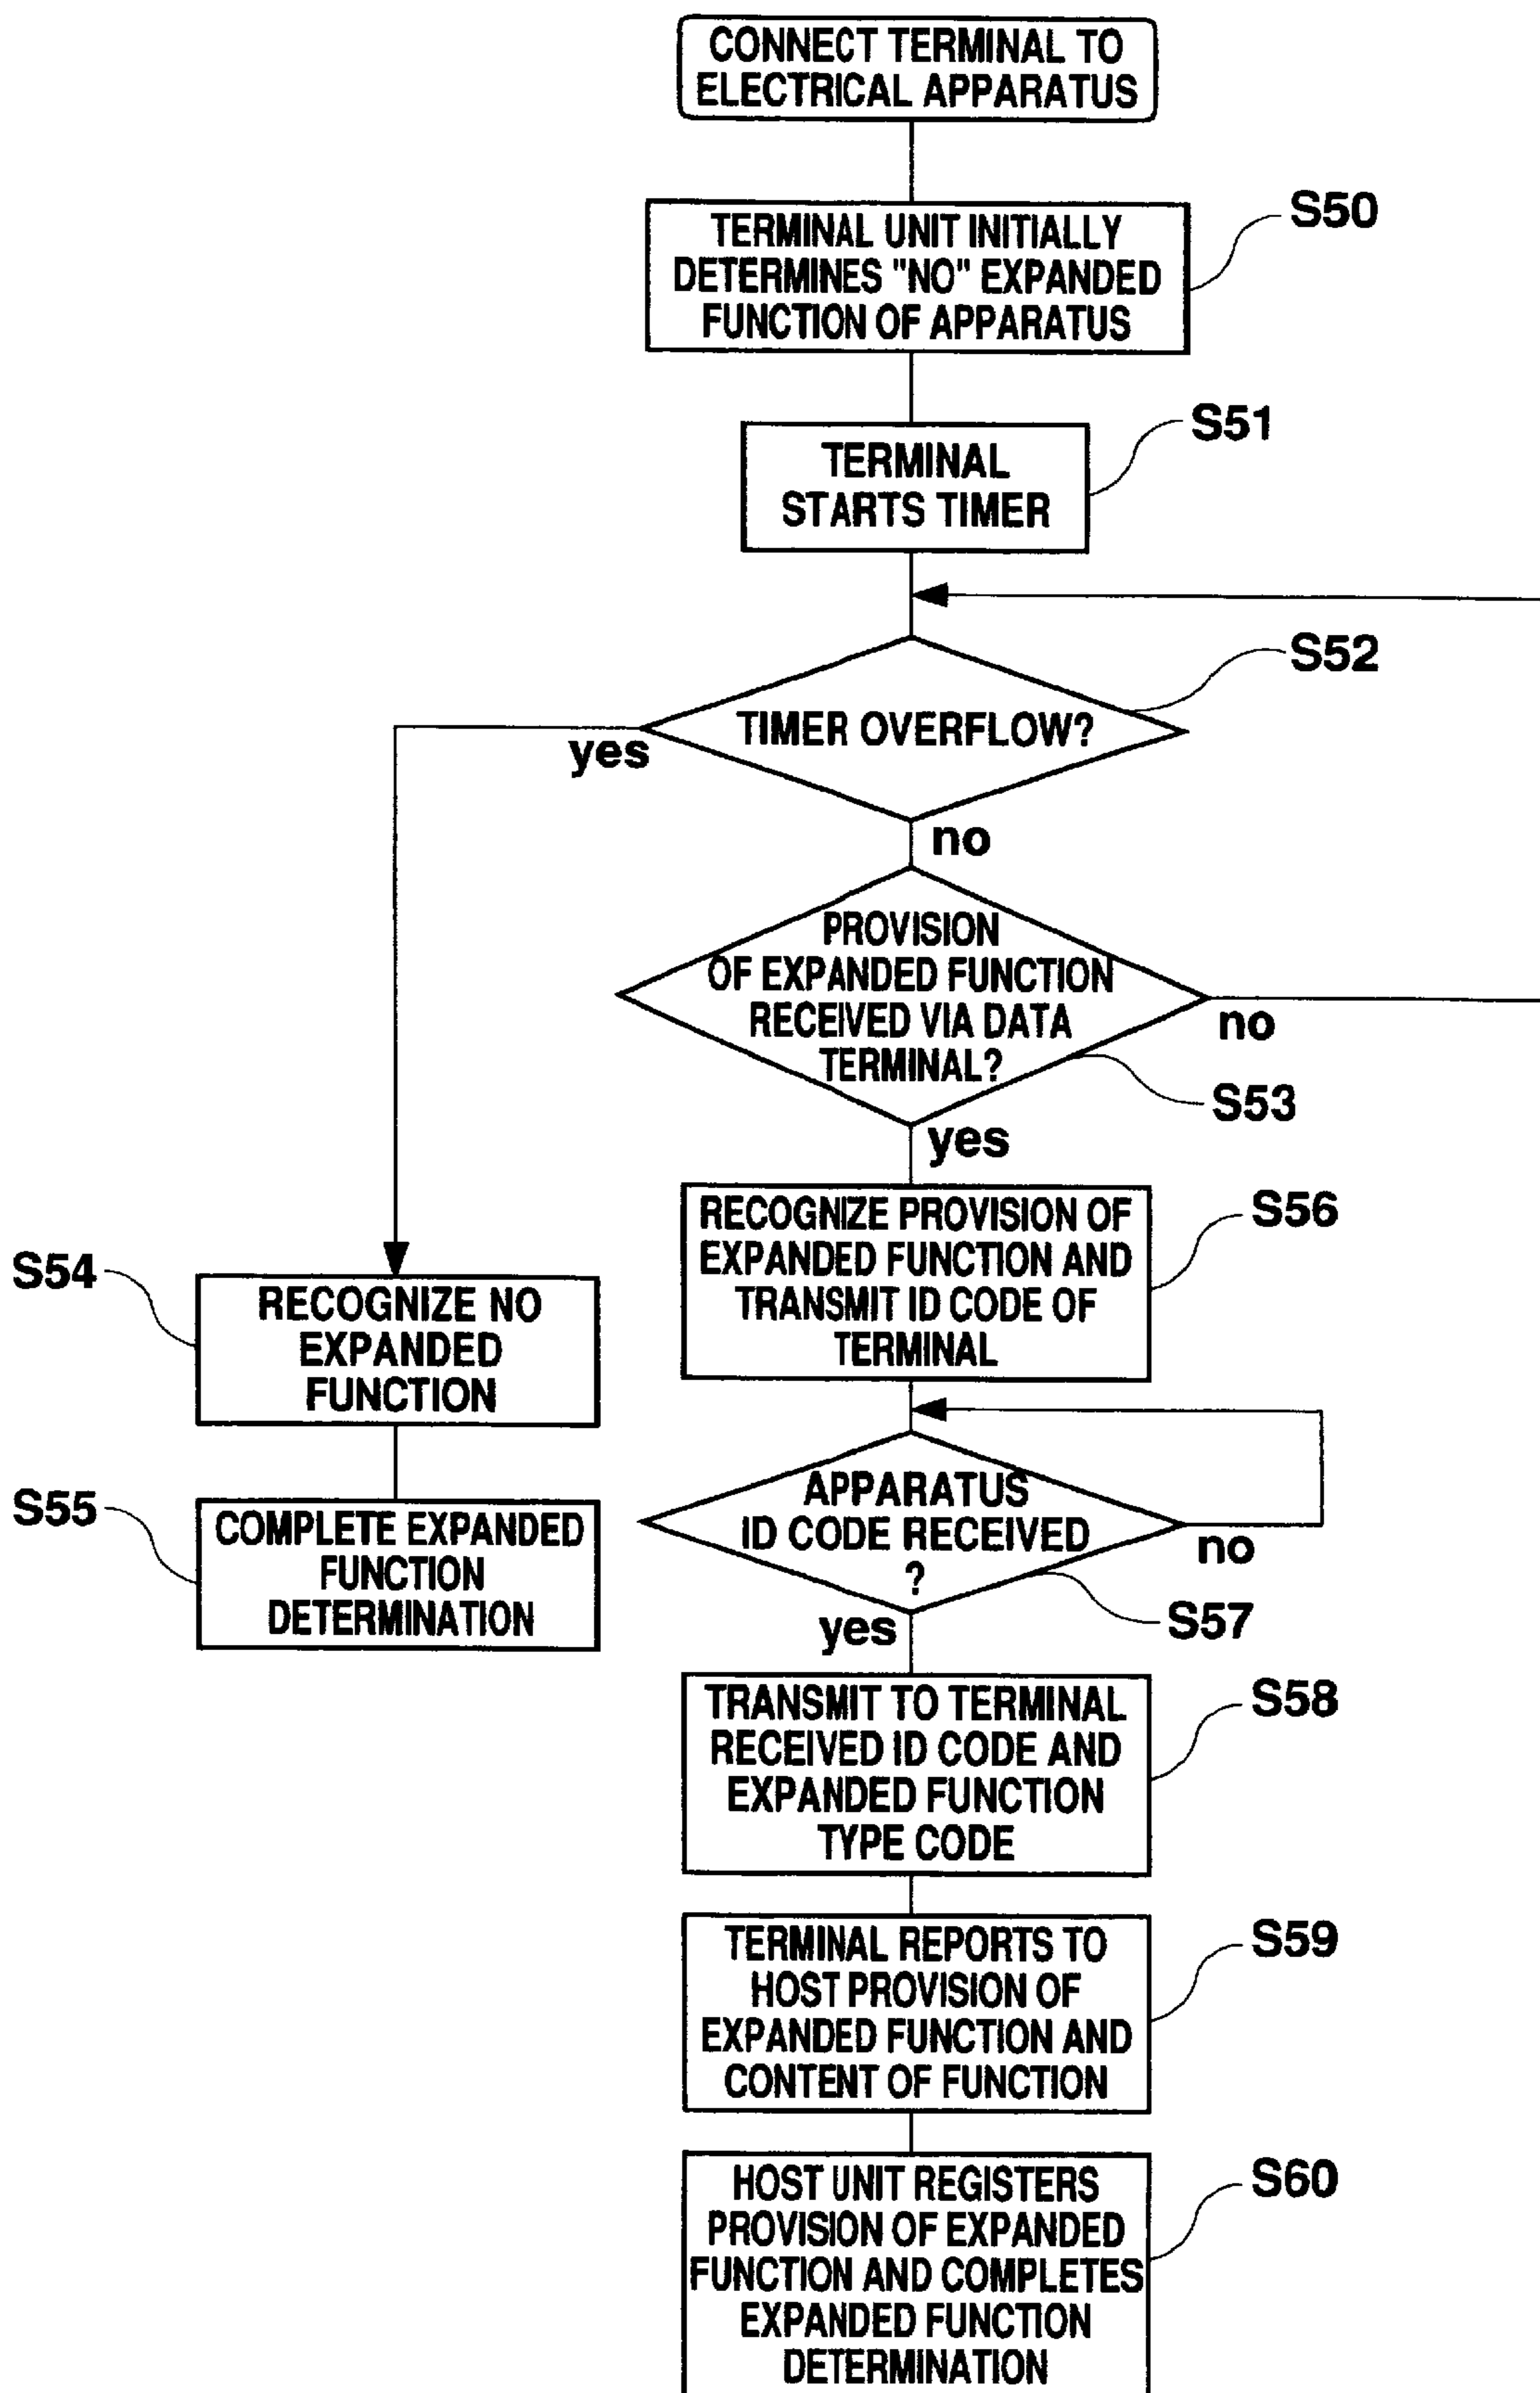 CONNECT TERMINAL TO
ELECTRICAL APPARATUS
S50
TERMINAL UNIT INITIALLY
DETERMINES "NO" EXPANDED
FUNCTION OF APPARATUS
S51
TERMINAL
STARTS TIMER
S52
TIMER OVERFLOW?
yes
no
PROVISION
OF EXPANDED FUNCTION
RECEIVED VIA DATA
TERMINAL?
no
S53
yes
S56
RECOGNIZE PROVISION OF
EXPANDED FUNCTION AND
TRANSMIT ID CODE OF
TERMINAL
S54
RECOGNIZE NO
EXPANDED
FUNCTION
S55
COMPLETE EXPANDED
FUNCTION
DETERMINATION
APPARATUS
ID CODE RECEIVED
?
no
S57
yes
S58
TRANSMIT TO TERMINAL
RECEIVED ID CODE AND
EXPANDED FUNCTION
TYPE CODE
S59
TERMINAL REPORTS TO
HOST PROVISION OF
EXPANDED FUNCTION AND
CONTENT OF FUNCTION
S60
HOST UNIT REGISTERS
PROVISION OF EXPANDED
FUNCTION AND COMPLETES
EXPANDED FUNCTION
DETERMINATION